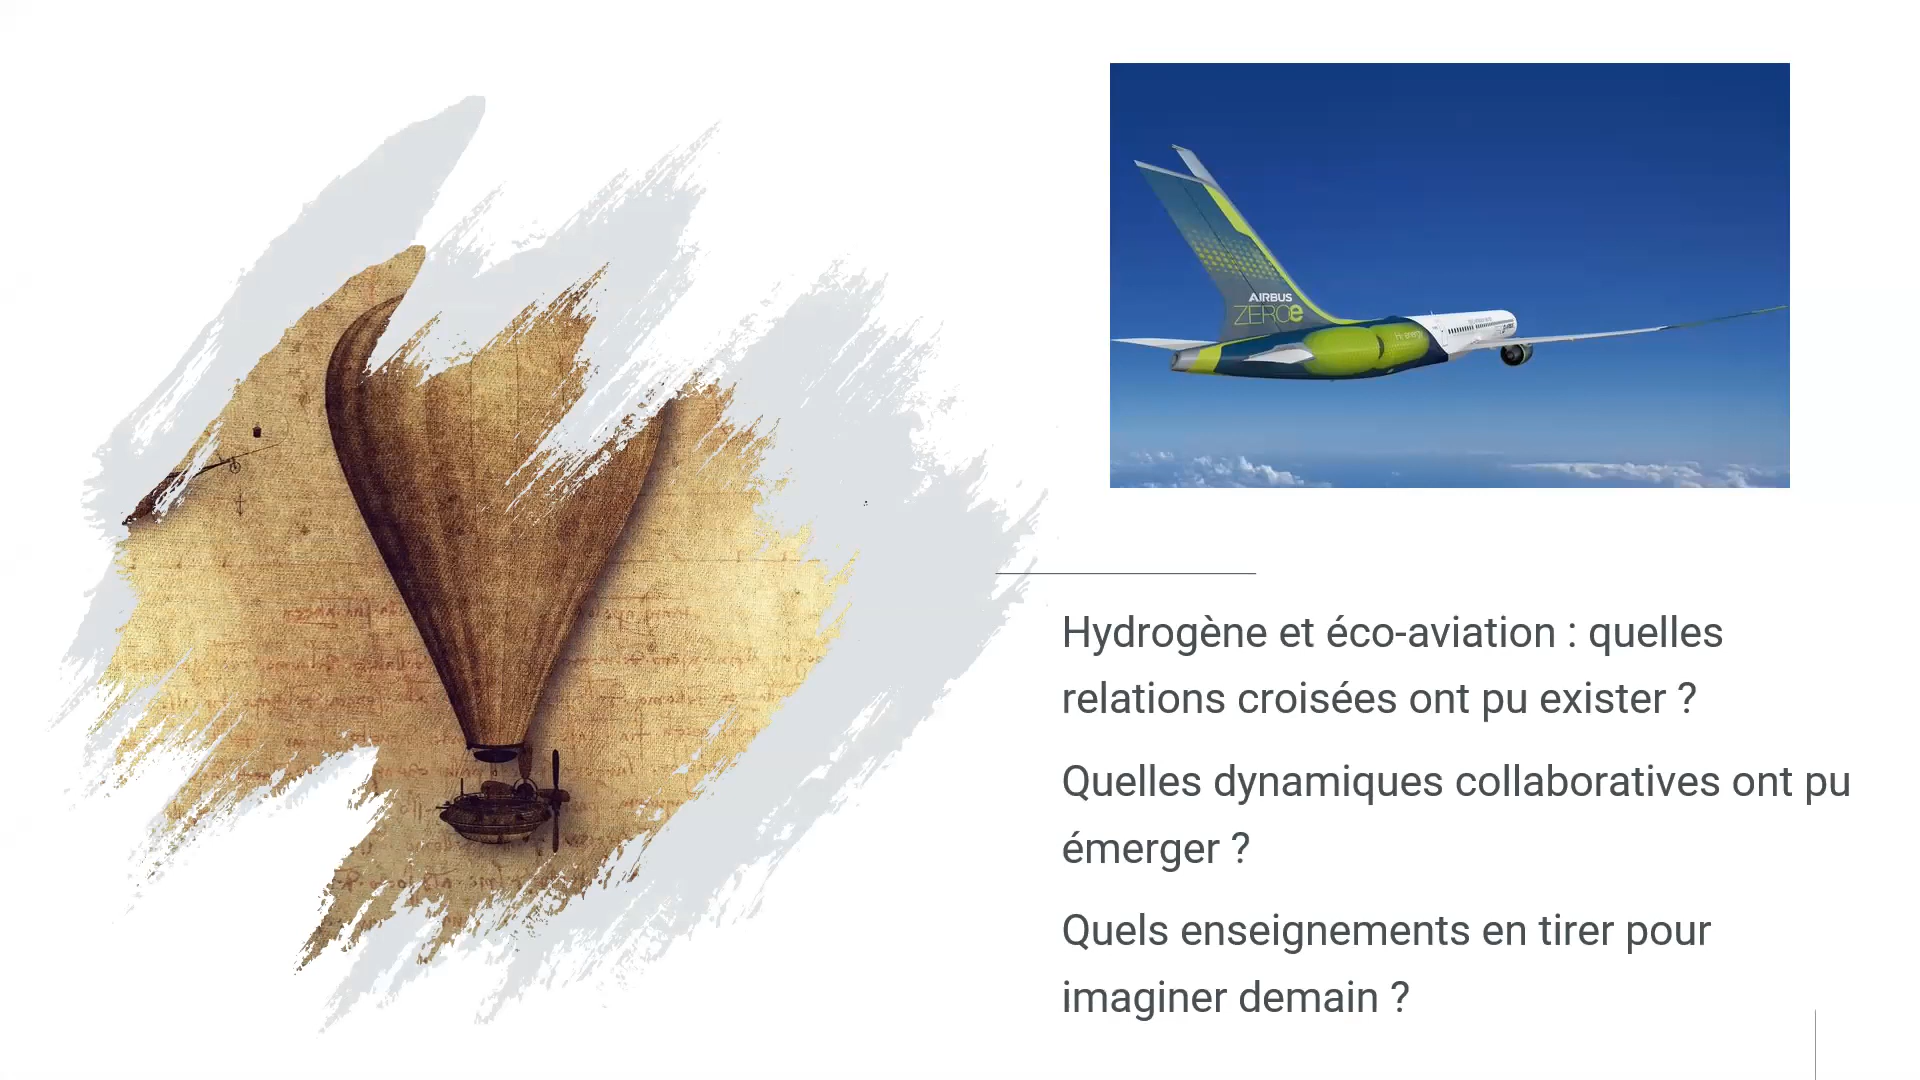 AIRBUS
ZEROe
Hydrogène et éco-aviation : quelles
relations croisées ont pu exister ?
Quelles dynamiques collaboratives ont pu
émerger ?
Quels enseignements en tirer pour
imaginer demain ?